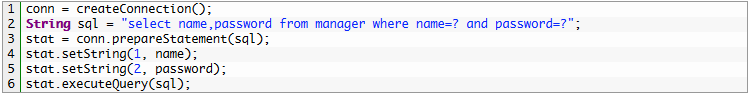 1 conn = createConnection();
2 String sql = "select name,password from manager where name=? and password=?";
3 stat = conn.prepareStatement(sql);
4 stat.setString(1, name);
5 stat.setString(2, password);
6 stat.executeQuery(sql);